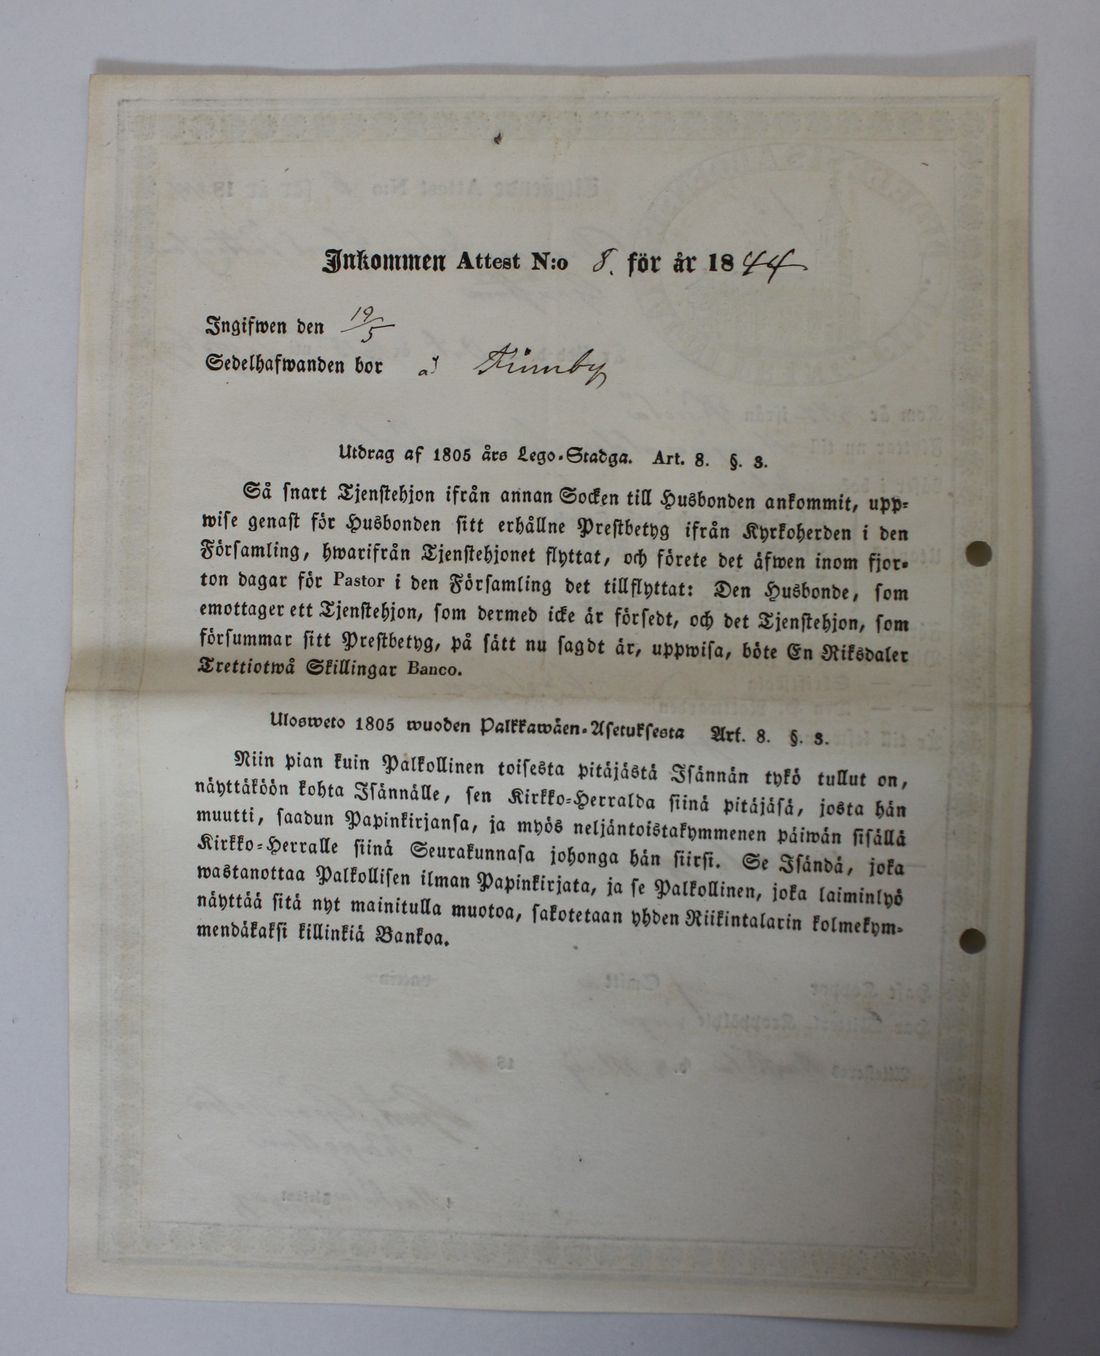 Inkommen Attest N:o 8. för år 1844
Ingifwen den 19/5
Sedelhafwanden bor å
Utdrag af 1805 års Lego-Stadga. Art. 8. §. 3.
Så snart Tjenstehjon ifrån annan Socken till Husbonden ankommit, upp-
wise genast för Husbonden sitt erhållne Prestbetyg ifrån Kyrkoherden i den
Församling, hwarifrån Tjenstehjonet flyttat, och förete det äfwen inom fjor-
ton dagar för Pastor i den Församling det tillflyttat: Den Husbonde, som
emottager ett Tjenstehjon, som dermed icke är försedt, och det Tjenstehjon, som
försummar sitt Prestbetyg, på sätt nu sagdt är, uppwisa, böte En Riksdaler
Trettiotwå Skillingar Banco.
Ulosweto 1805 wuoden Palkkawäen-Asetuksesta Art. 8. §. 3.
Niin pian kuin Palkollinen toisesta pitäjästä Isännän tykö tullut on,
näyttäköön kohta Isännälle, sen Kirkko-Herralda siinä pitäjäsä, josta hän
muutti, saadun Papinkirjansa, ja myös neljäntoistakymmenen päiwän sisällä
Kirkko-Herralle siinä Seurakunnasa johonga hän siirsi. Se Isändä, joka
wastanottaa Palkollisen ilman Papinkirjata, ja se Palkollinen, joka laiminlyö
näyttää sitä nyt mainitulla muotoa, sakotetaan yhden Riikintalarin kolmekym-
mendäkaksi killinkiä Bankoa.